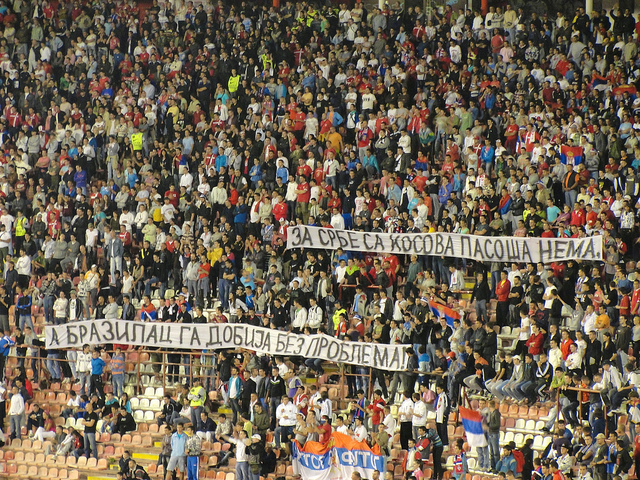 ЗА СРБЕ СА КОСОВА ПАСОША НЕМА.
А БРАЗИЛАЦ ГА ДОБИЈА БЕЗ ПРОБЛЕМА!